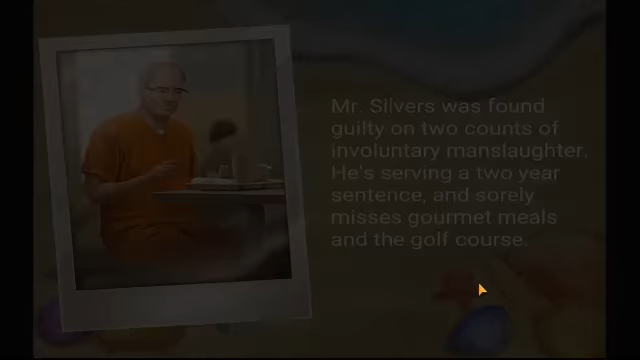 Mr. Silvers was found
guilty on two counts of
involuntary manslaughter.
He's serving a two year
sentence, and sorely
misses gourmet meals
and the golf course.